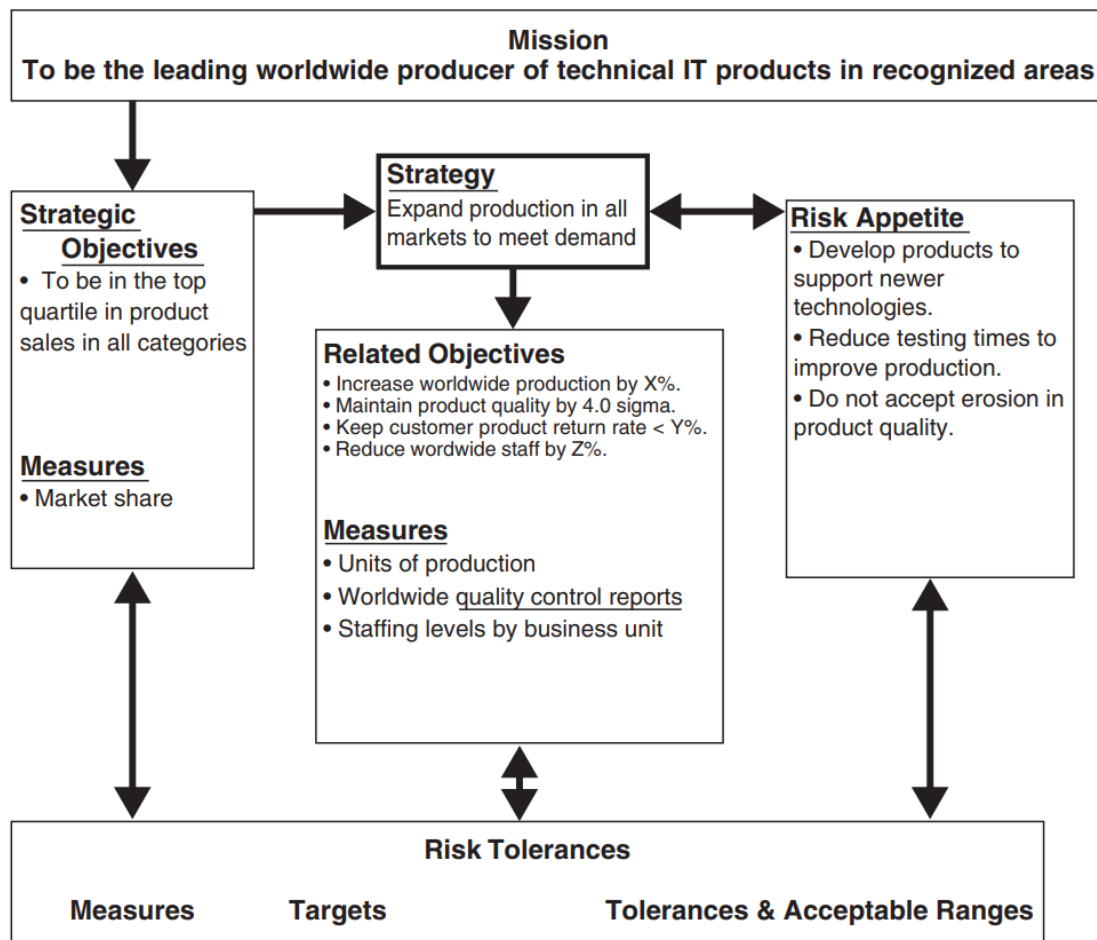 Mission
To be the leading worldwide producer of technical IT products in recognized areas
Strategic
Objectives
• To be in the top
quartile in product
sales in all categories
Measures
• Market share
Strategy
Expand production in all
markets to meet demand
Related Objectives
• Increase worldwide production by X%.
• Maintain product quality by 4.0 sigma.
• Keep customer product return rate < Y%.
• Reduce wordwide staff by Z%.
Measures
• Units of production
• Worldwide quality control reports
• Staffing levels by business unit
Risk Appetite
• Develop products to
support newer
technologies.
• Reduce testing times to
improve production.
• Do not accept erosion in
product quality.
Risk Tolerances
Measures Targets Tolerances & Acceptable Ranges